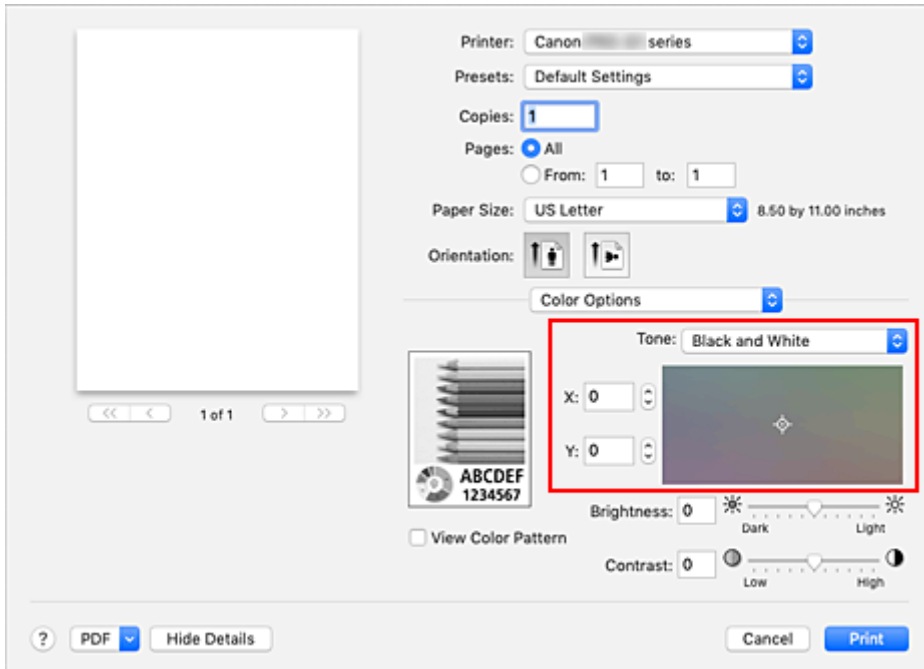 Printer: Canon series
Presets: Default Settings
Copies: 1
Pages: All
From: 1 to: 1
Paper Size: US Letter 8.50 by 11.00 inches
Orientation:
Color Options
Tone: Black and White
X: 0
Y: 0
1 of 1
ABCDEF
1234567
Brightness: 0
Dark Light
View Color Pattern
Contrast: 0
Low High
? PDF Hide Details Cancel Print